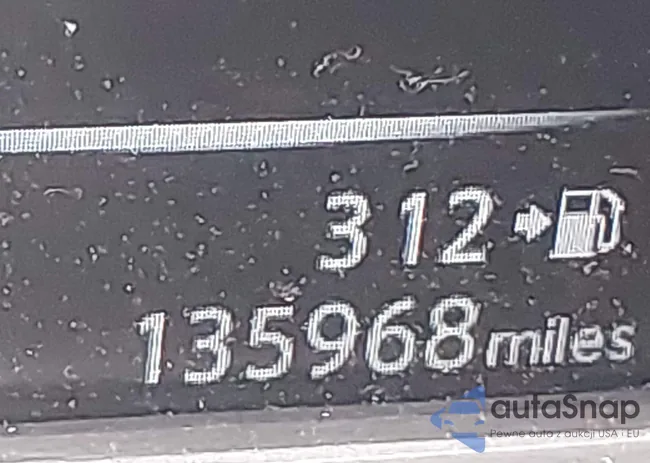 312
135968 miles
autaSnap
Pewne auta z aukcji USA i EU